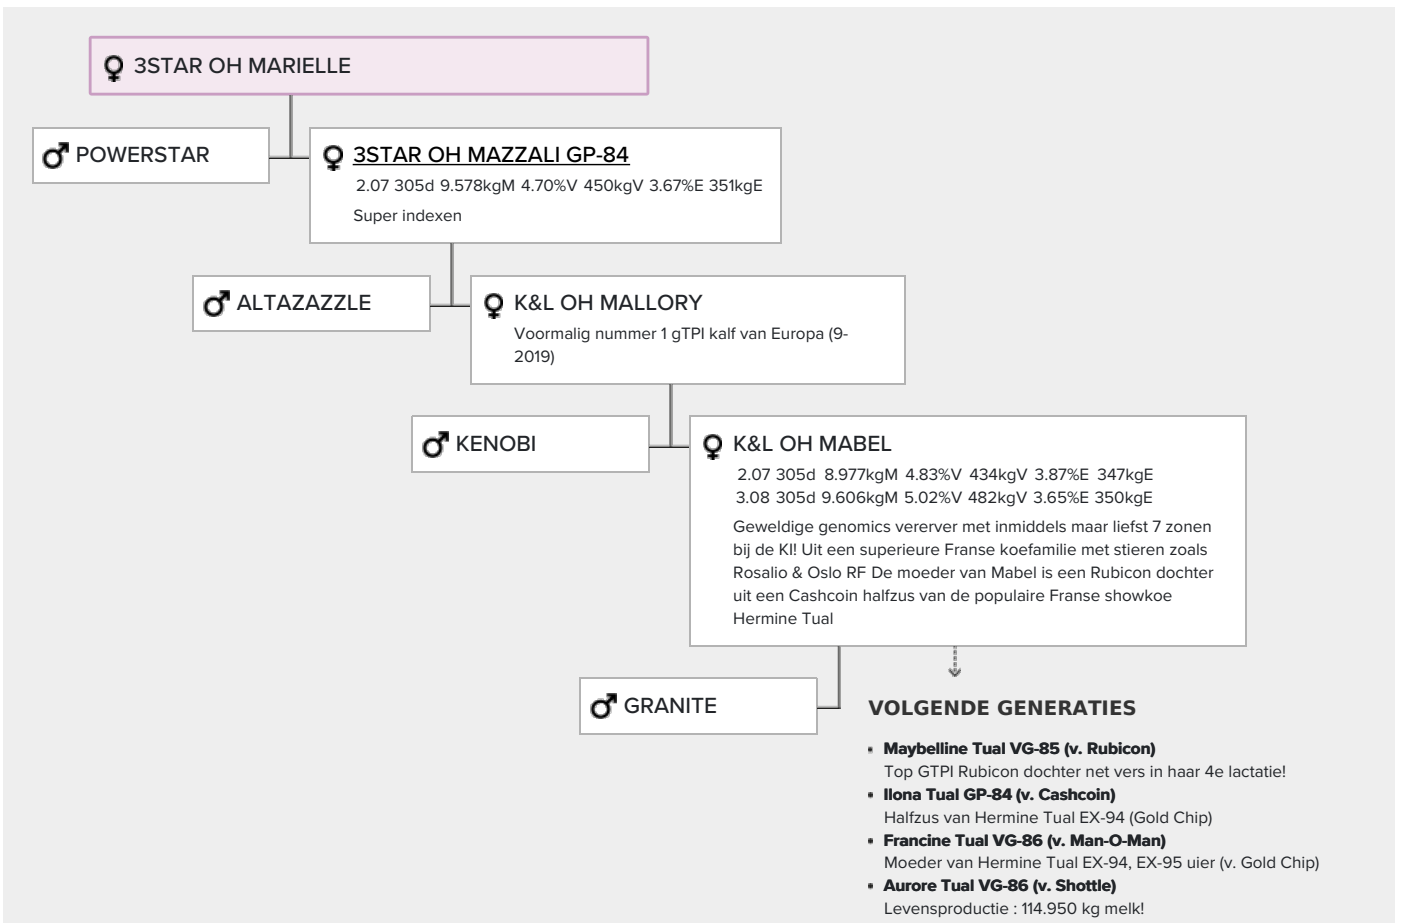 3STAR OH MARIELLE
POWERSTAR
3STAR OH MAZZALI GP-84
2.07 305d 9.578kgM 4.70%V 450kgV 3.67%E 351kgE
Super indexen
ALTAZAZZLE
K&L OH MALLORY
Voormalig nummer 1 gTPI kalf van Europa (9-
2019)
KENOBI
K&L OH MABEL
2.07 305d 8.977kgM 4.83%V 434kgV 3.87%E 347kgE
3.08 305d 9.606kgM 5.02%V 482kgV 3.65%E 350kgE
Geweldige genomics vererver met inmiddels maar liefst 7 zonen
bij de KI! Uit een superieure Franse koefamilie met stieren zoals
Rosalio & Oslo RF De moeder van Mabel is een Rubicon dochter
uit een Cashcoin halfzus van de populaire Franse showkoe
Hermine Tual
GRANITE
VOLGENDE GENERATIES
• Maybelline Tual VG-85 (v. Rubicon)
Top GTPI Rubicon dochter net vers in haar 4e lactatie!
• Ilona Tual GP-84 (v. Cashcoin)
Halfzus van Hermine Tual EX-94 (Gold Chip)
• Francine Tual VG-86 (v. Man-O-Man)
Moeder van Hermine Tual EX-94, EX-95 uier (v. Gold Chip)
• Aurore Tual VG-86 (v. Shottle)
Levensproductie : 114.950 kg melk!